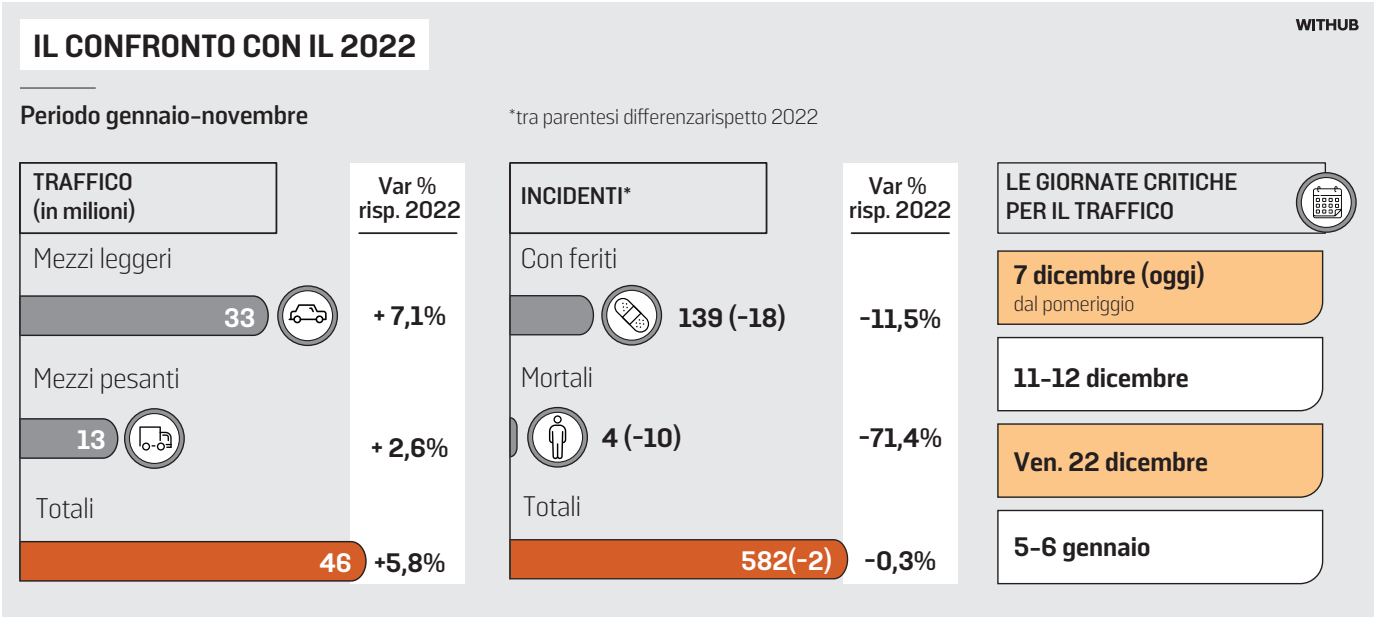 WITHUB
IL CONFRONTO CON IL 2022
Periodo gennaio-novembre
*tra parentesi differenzarispetto 2022
TRAFFICO
(in milioni)
Var %
risp. 2022
Mezzi leggeri
33
+ 7,1%
Mezzi pesanti
13
+ 2,6%
Totali
46
+5,8%
INCIDENTI*
Var %
risp. 2022
Con feriti
139 (-18)
-11,5%
Mortali
4 (-10)
-71,4%
Totali
582(-2)
-0,3%
LE GIORNATE CRITICHE
PER IL TRAFFICO
7 dicembre (oggi)
dal pomeriggio
11-12 dicembre
Ven. 22 dicembre
5-6 gennaio